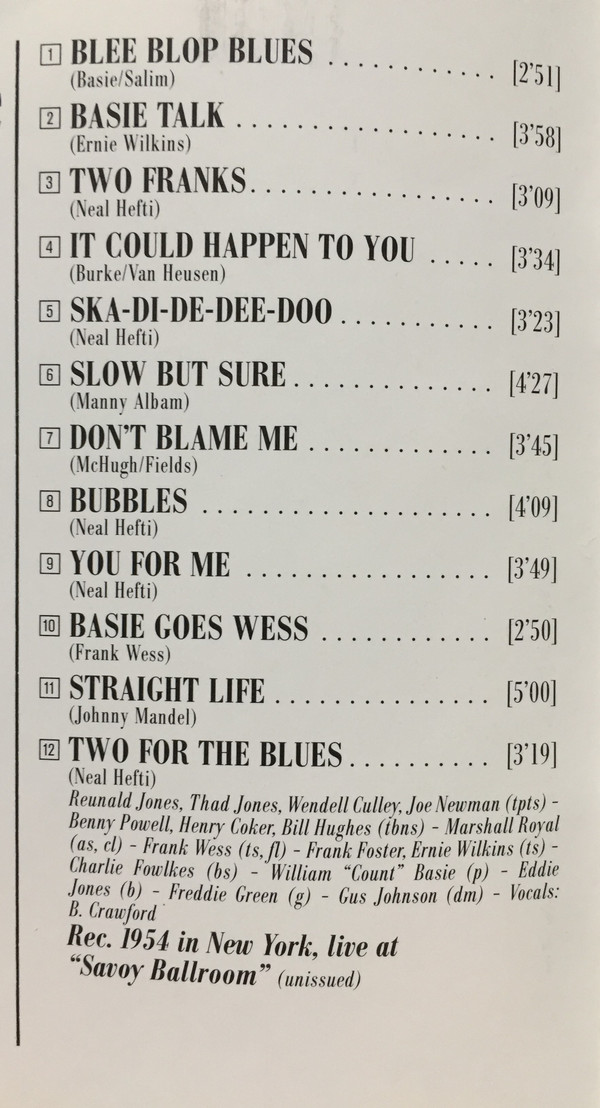 1 BLEE BLOP BLUES . . . . . . . . . . . . . [2'51]
(Basie/Salim)
2 BASIE TALK . . . . . . . . . . . . . . . . . . . [3'58]
(Ernie Wilkins)
3 TWO FRANKS. . . . . . . . . . . . . . . . . . [3'09]
(Neal Hefti)
4 IT COULD HAPPEN TO YOU . . . . . [3'34]
(Burke/Van Heusen)
5 SKA-DI-DE-DEE-DOO . . . . . . . . . . . [3'23]
(Neal Hefti)
6 SLOW BUT SURE . . . . . . . . . . . . . . . [4'27]
(Manny Albam)
7 DON'T BLAME ME . . . . . . . . . . . . . . [3'45]
(McHugh/Fields)
8 BUBBLES . . . . . . . . . . . . . . . . . . . . . [4'09]
(Neal Hefti)
9 YOU FOR ME . . . . . . . . . . . . . . . . . . [3'49]
(Neal Hefti)
10 BASIE GOES WESS . . . . . . . . . . . . . [2'50]
(Frank Wess)
11 STRAIGHT LIFE . . . . . . . . . . . . . . . . [5'00]
(Johnny Mandel)
12 TWO FOR THE BLUES . . . . . . . . . . [3'19]
(Neal Hefti)
Reunald Jones, Thad Jones, Wendell Culley, Joe Newman (tpts) -
Benny Powell, Henry Coker, Bill Hughes (tbns) - Marshall Royal
(as, cl) - Frank Wess (ts, fl) - Frank Foster, Ernie Wilkins (ts) -
Charlie Fowlkes (bs) - William "Count" Basie (p) - Eddie
Jones (b) - Freddie Green (g) - Gus Johnson (dm) - Vocals:
B. Crawford
Rec. 1954 in New York, live at
"Savoy Ballroom" (unissued)